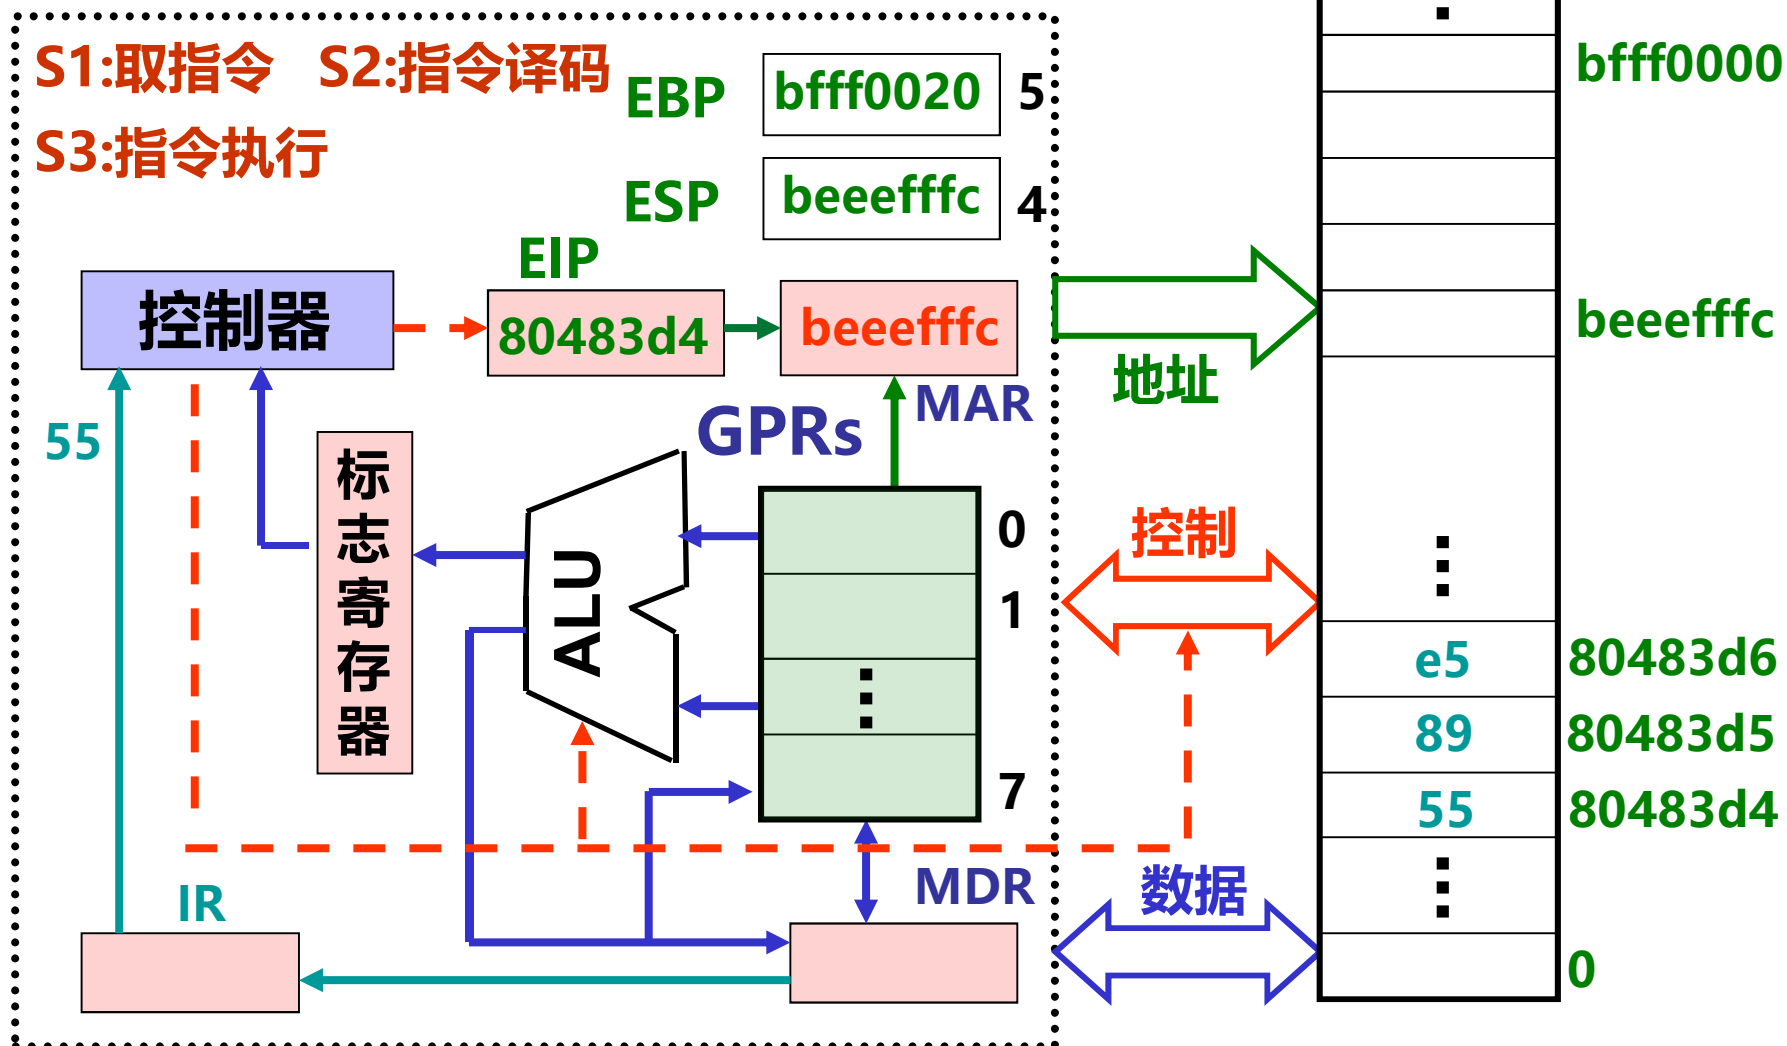 S1:取指令 S2:指令译码
S3:指令执行
EBP
bfff0020
5
ESP
beeefffc
4
EIP
控制器
80483d4
beeefffc
MAR
GPRs
55
标志寄存器
ALU
0
1
7
MDR
IR
地址
控制
数据
bfff0000
beeefffc
e5
80483d6
89
80483d5
55
80483d4
0